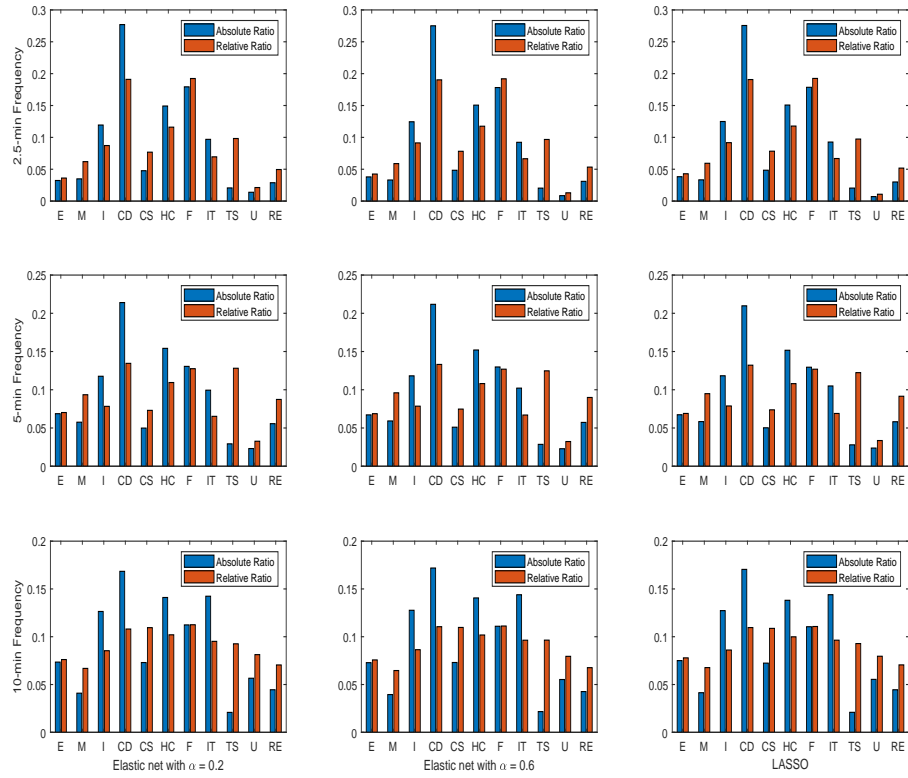 0.3
0.25
0.2
0.15
0.1
0.05
0
2.5-min Frequency
Absolute Ratio
Relative Ratio
E M I CD CS HC F IT TS U RE
0.3
0.25
0.2
0.15
0.1
0.05
0
Absolute Ratio
Relative Ratio
E M I CD CS HC F IT TS U RE
0.3
0.25
0.2
0.15
0.1
0.05
0
Absolute Ratio
Relative Ratio
E M I CD CS HC F IT TS U RE
0.25
0.2
0.15
0.1
0.05
0
5-min Frequency
Absolute Ratio
Relative Ratio
E M I CD CS HC F IT TS U RE
0.25
0.2
0.15
0.1
0.05
0
Absolute Ratio
Relative Ratio
E M I CD CS HC F IT TS U RE
0.25
0.2
0.15
0.1
0.05
0
Absolute Ratio
Relative Ratio
E M I CD CS HC F IT TS U RE
0.2
0.15
0.1
0.05
0
10-min Frequency
Absolute Ratio
Relative Ratio
E M I CD CS HC F IT TS U RE
Elastic net with α = 0.2
0.2
0.15
0.1
0.05
0
Absolute Ratio
Relative Ratio
E M I CD CS HC F IT TS U RE
Elastic net with α = 0.6
0.2
0.15
0.1
0.05
0
Absolute Ratio
Relative Ratio
E M I CD CS HC F IT TS U RE
LASSO